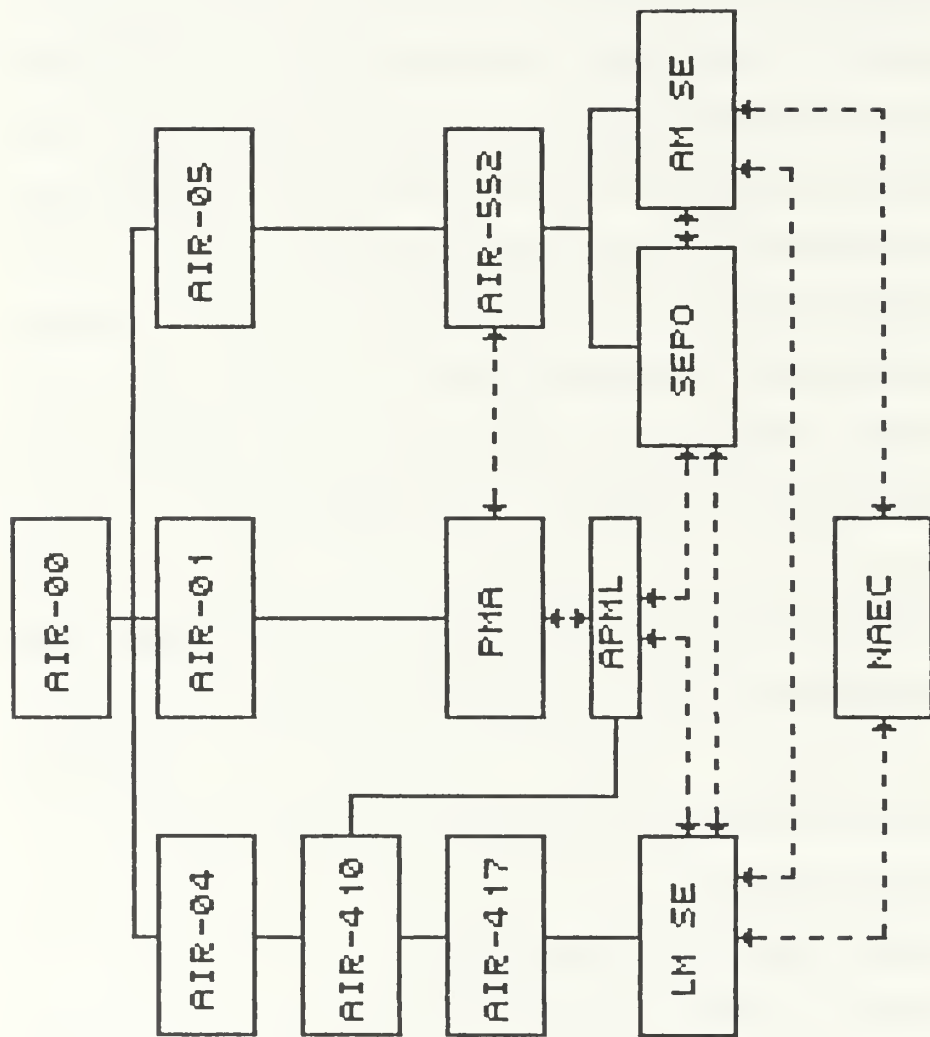 AIR-00
AIR-04
AIR-01
AIR-05
AIR-410
AIR-417
PMA
AIR-552
APML
LM SE
SEPO
AM SE
NAEC